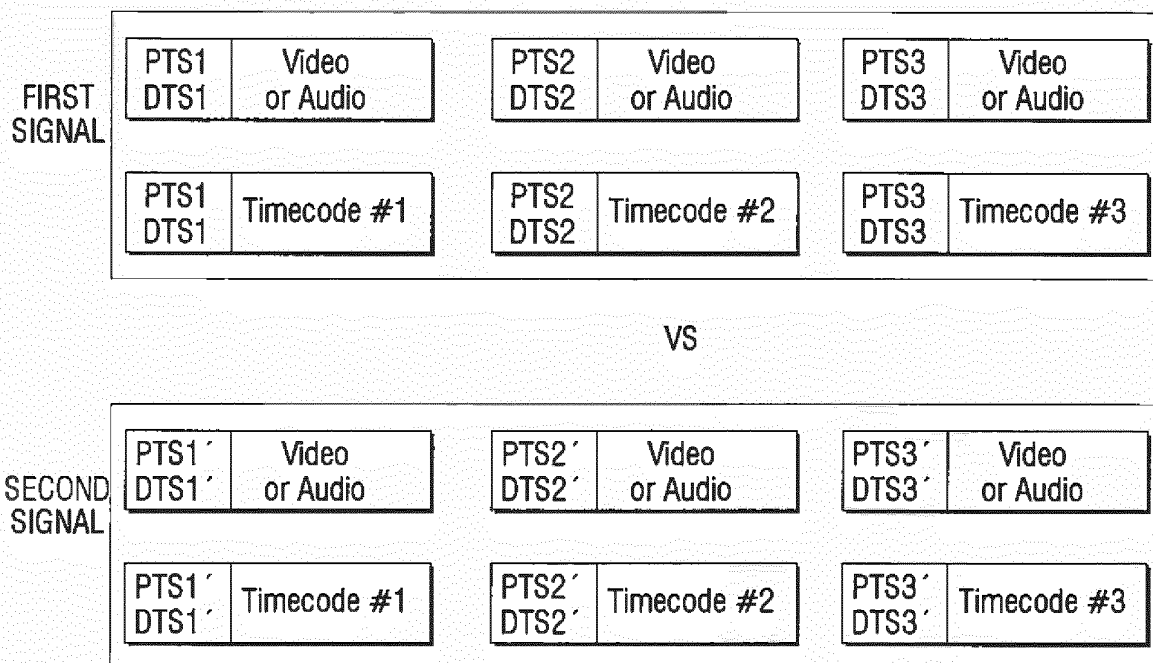 FIRST
SIGNAL
PTS1
DTS1
Video
or Audio
PTS2
DTS2
Video
or Audio
PTS3
DTS3
Video
or Audio
PTS1
DTS1
Timecode #1
PTS2
DTS2
Timecode #2
PTS3
DTS3
Timecode #3
VS
SECOND
SIGNAL
PTS1´
DTS1´
Video
or Audio
PTS2´
DTS2´
Video
or Audio
PTS3´
DTS3´
Video
or Audio
PTS1´
DTS1´
Timecode #1
PTS2´
DTS2´
Timecode #2
PTS3´
DTS3´
Timecode #3